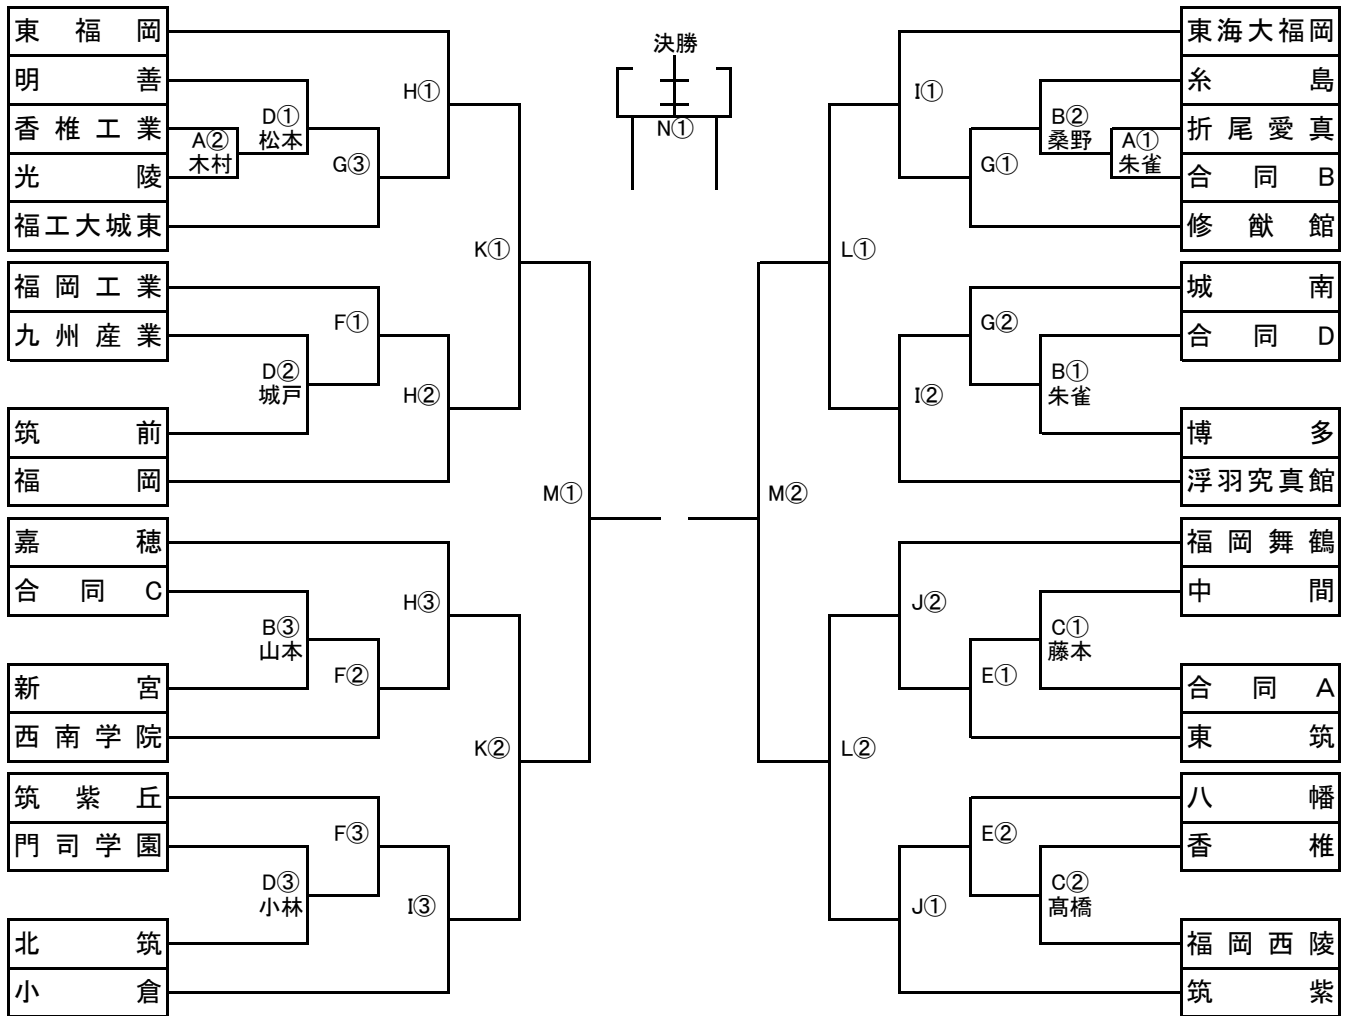 東福岡
明善
香椎工業
光陵
福工大城東
福岡工業
九州産業
筑前
福岡
嘉穂
合同C
新宮
西南学院
筑紫丘
門司学園
北筑
小倉
A②
木村
D①
松本
G③
H①
D②
城戸
F①
H②
K①
B③
山本
F②
H③
D③
小林
F③
I③
K②
M①
決勝
N①
M②
L①
I①
G①
B②
桑野
A①
朱雀
I②
G②
B①
朱雀
L②
J②
E①
C①
藤本
J①
E②
C②
髙橋
東海大福岡
糸島
折尾愛真
合同B
修猷館
城南
合同D
博多
浮羽究真館
福岡舞鶴
中間
合同A
東筑
八幡
香椎
福岡西陵
筑紫